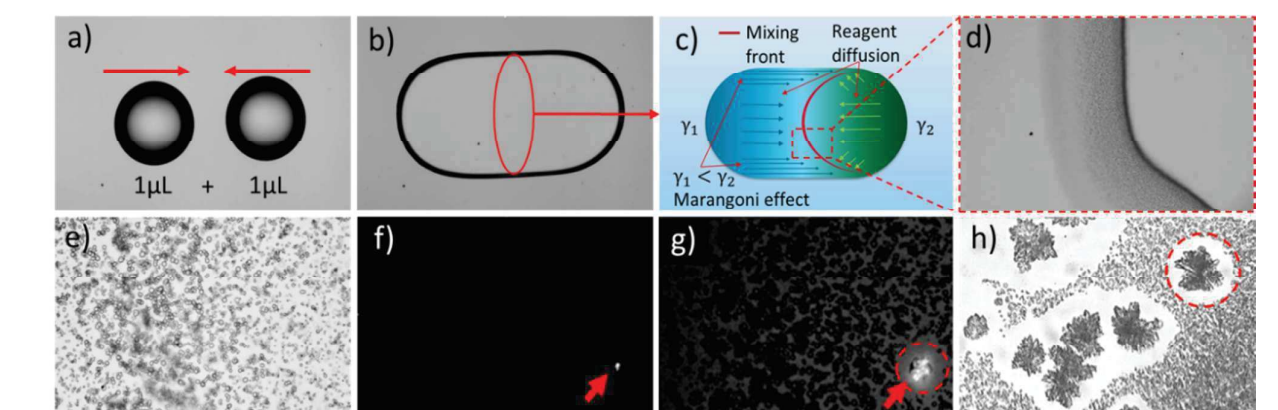 a)
1µL + 1µL
b)
c)
Mixing front
Reagent diffusion
γ₁
γ₂
γ₁ < γ₂
Marangoni effect
d)
e)
f)
g)
h)